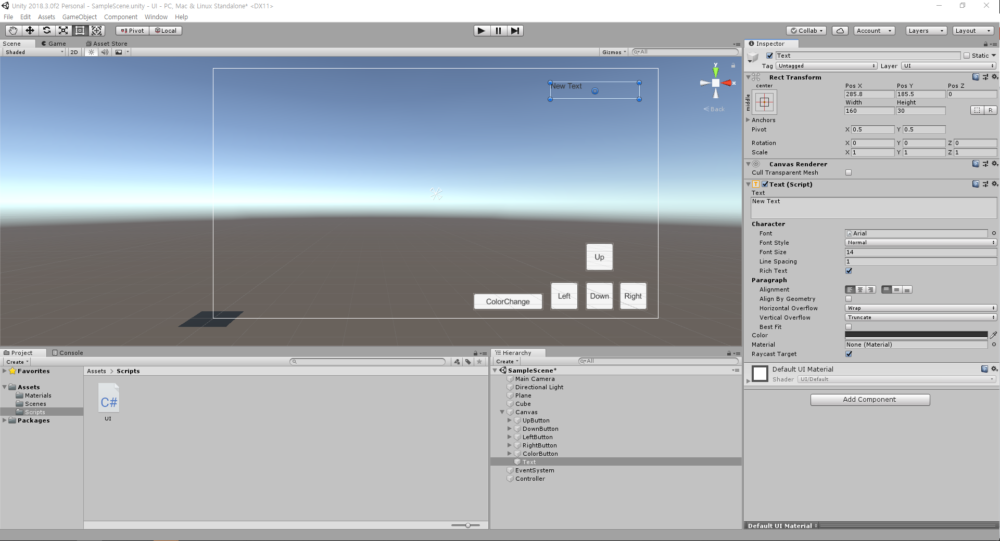 Unity 2018.3.0f2 Personal - SampleScene.unity - UI - PC, Mac & Linux Standalone* <DX11>
File Edit Assets GameObject Component Window Help
Pivot Local
Collab Account Layers Layout
Scene Game Asset Store
Shaded 2D Gizmos All
New Text
y
x
Back
Up
Left Down Right
ColorChange
Inspector
Text Static
Tag Untagged Layer UI
Rect Transform
center
middle
Pos X Pos Y Pos Z
285.8 185.5 0
Width Height
160 30 R
Anchors
Pivot X 0.5 Y 0.5
Rotation X 0 Y 0 Z 0
Scale X 1 Y 1 Z 1
Canvas Renderer
Cull Transparent Mesh
T Text (Script)
Text
New Text
Character
Font Arial
Font Style Normal
Font Size 14
Line Spacing 1
Rich Text
Paragraph
Alignment
Align By Geometry
Horizontal Overflow Wrap
Vertical Overflow Truncate
Best Fit
Color
Material None (Material)
Raycast Target
Default UI Material
Shader UI/Default
Add Component
Default UI Material
Project Console
Create
Favorites
Assets
Materials
Scenes
Scripts
Packages
Assets > Scripts
C#
UI
Hierarchy
Create All
SampleScene*
Main Camera
Directional Light
Plane
Cube
Canvas
UpButton
DownButton
LeftButton
RightButton
ColorButton
Text
EventSystem
Controller